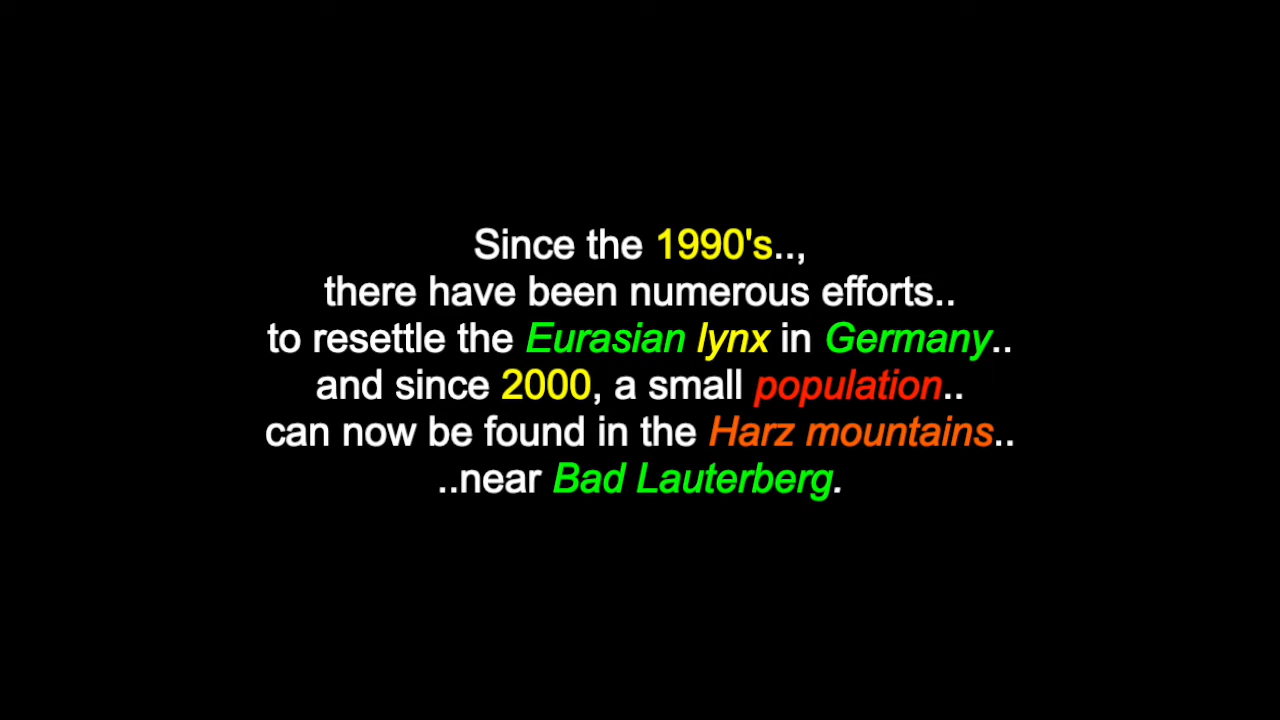 Since the 1990's..,
there have been numerous efforts..
to resettle the Eurasian lynx in Germany..
and since 2000, a small population..
can now be found in the Harz mountains..
..near Bad Lauterberg.